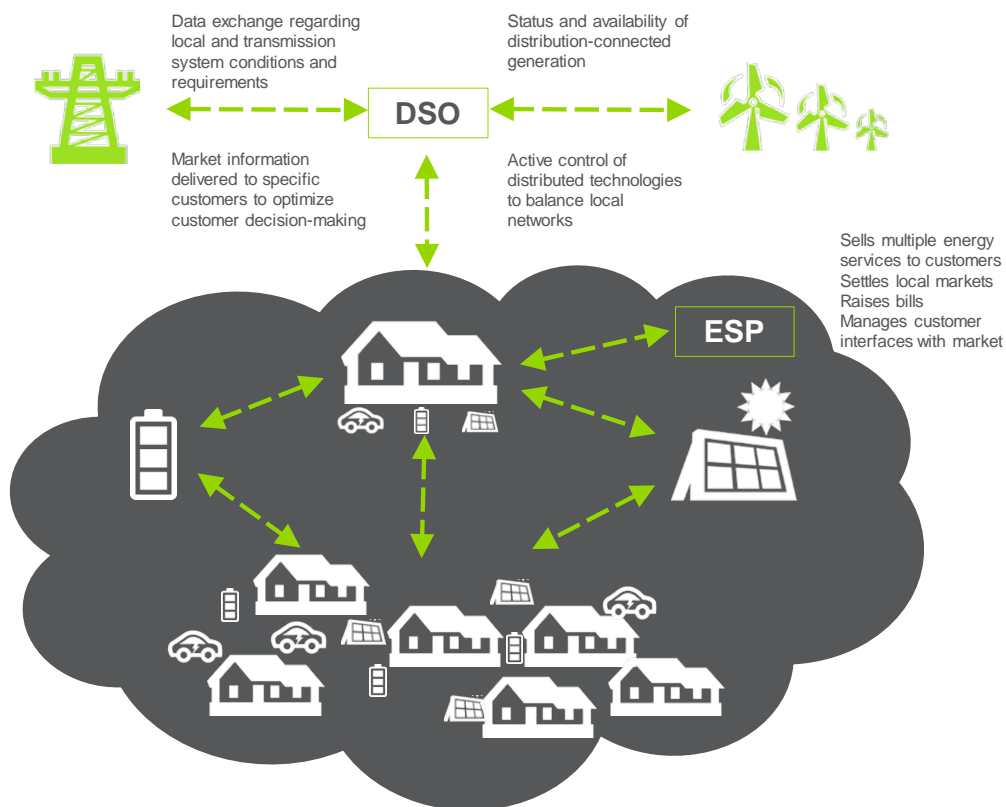 Data exchange regarding
local and transmission
system conditions and
requirements
Status and availability of
distribution-connected
generation
DSO
Market information
delivered to specific
customers to optimize
customer decision-making
Active control of
distributed technologies
to balance local
networks
Sells multiple energy
services to customers
Settles local markets
Raises bills
Manages customer
interfaces with market
ESP